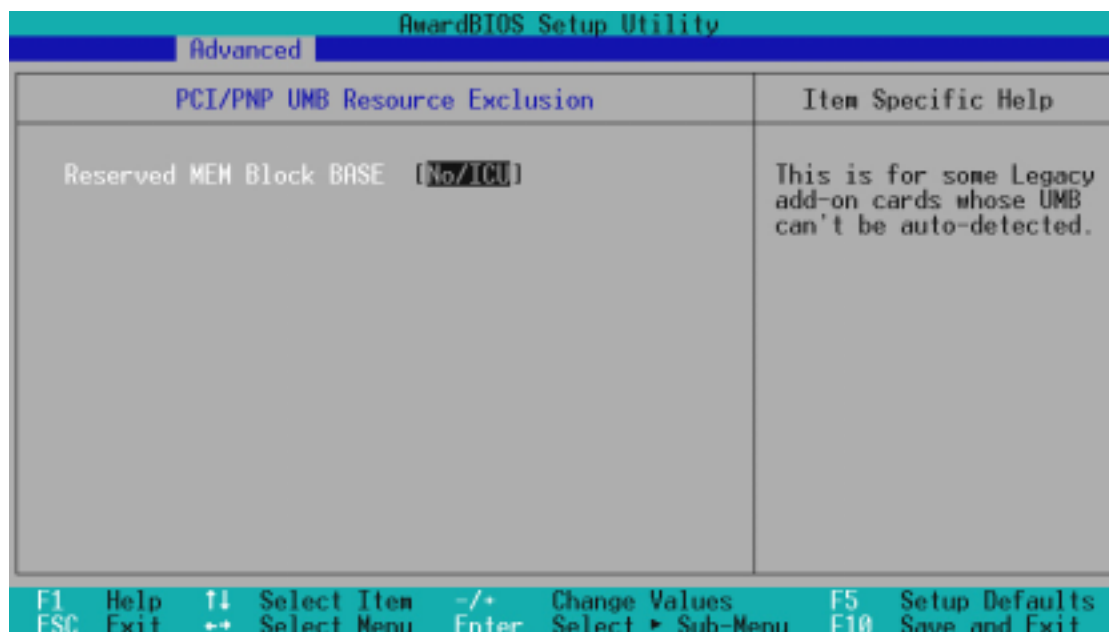 AwardBIOS Setup Utility
Advanced
PCI/PNP UMB Resource Exclusion
Item Specific Help
Reserved MEM Block BASE [No/ICU]
This is for some Legacy
add-on cards whose UMB
can't be auto-detected.
F1 Help ↑↓ Select Item -/+ Change Values F5 Setup Defaults
ESC Exit ←→ Select Menu Enter Select ► Sub-Menu F10 Save and Exit